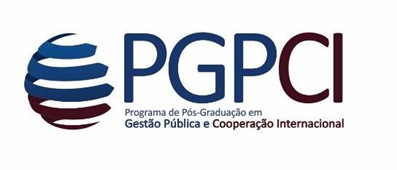 PGPCI
Programa de Pós-Graduação em
Gestão Pública e Cooperação Internacional